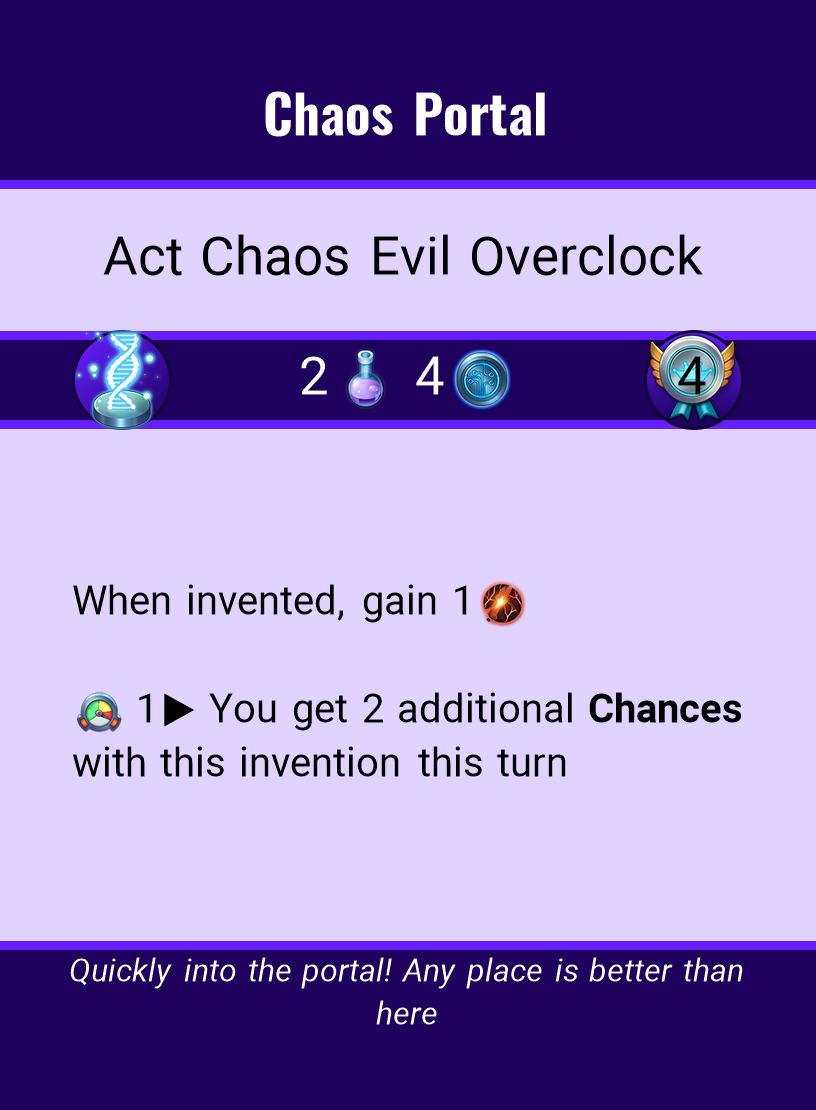 Chaos Portal
Act Chaos Evil Overclock
2 4 4
When invented, gain 1
1▶ You get 2 additional Chances
with this invention this turn
Quickly into the portal! Any place is better than
here